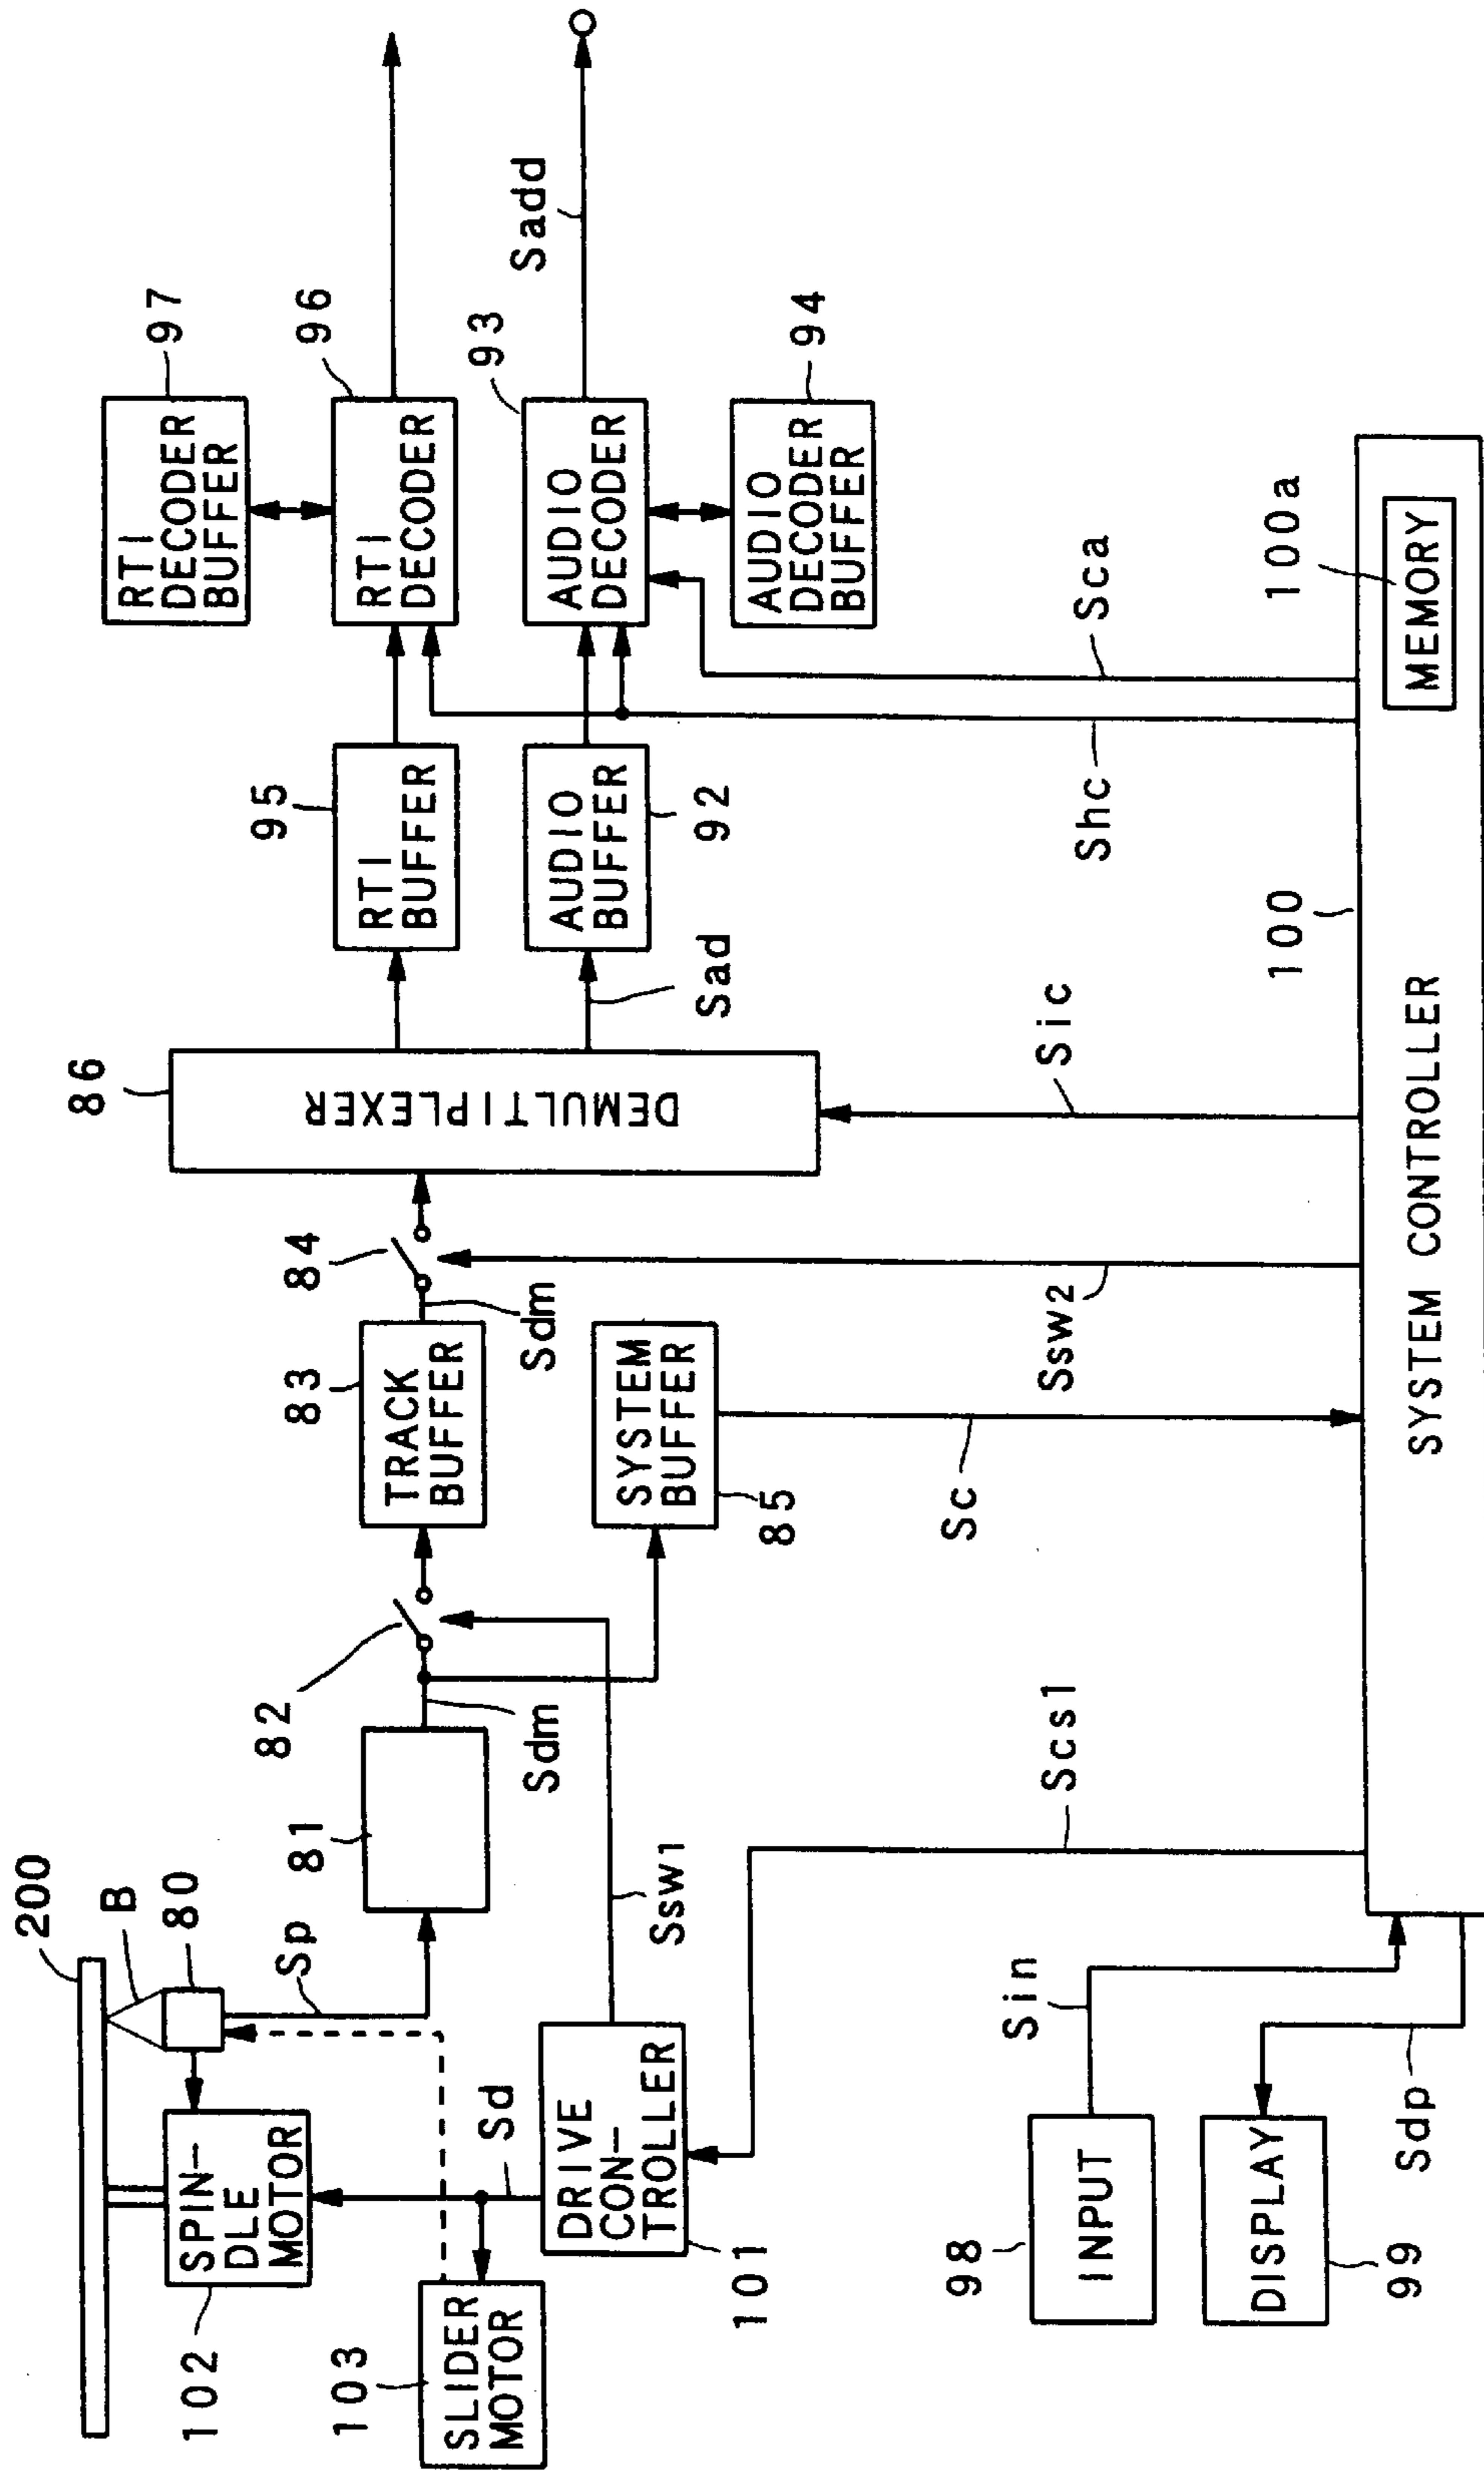 200
B
80
Sp
81
82
Sdm
83
TRACK
BUFFER
84
Sdm
86
DEMULTIPLEXER
95
RTI
BUFFER
97
RTI
DECODER
BUFFER
96
RTI
DECODER
93
AUDIO
DECODER
Sadd
94
AUDIO
DECODER
BUFFER
AUDIO
BUFFER
92
Sad
SYSTEM
BUFFER
85
102
SPIN-
DLE
MOTOR
103
SLIDER
MOTOR
Sd
DRIVE
CON-
TROLLER
101
Ssw1
Scs1
Sc
Ssw2
Sic
Shc
Sca
100
100a
MEMORY
SYSTEM CONTROLLER
98
INPUT
Sin
DISPLAY
99
Sdp